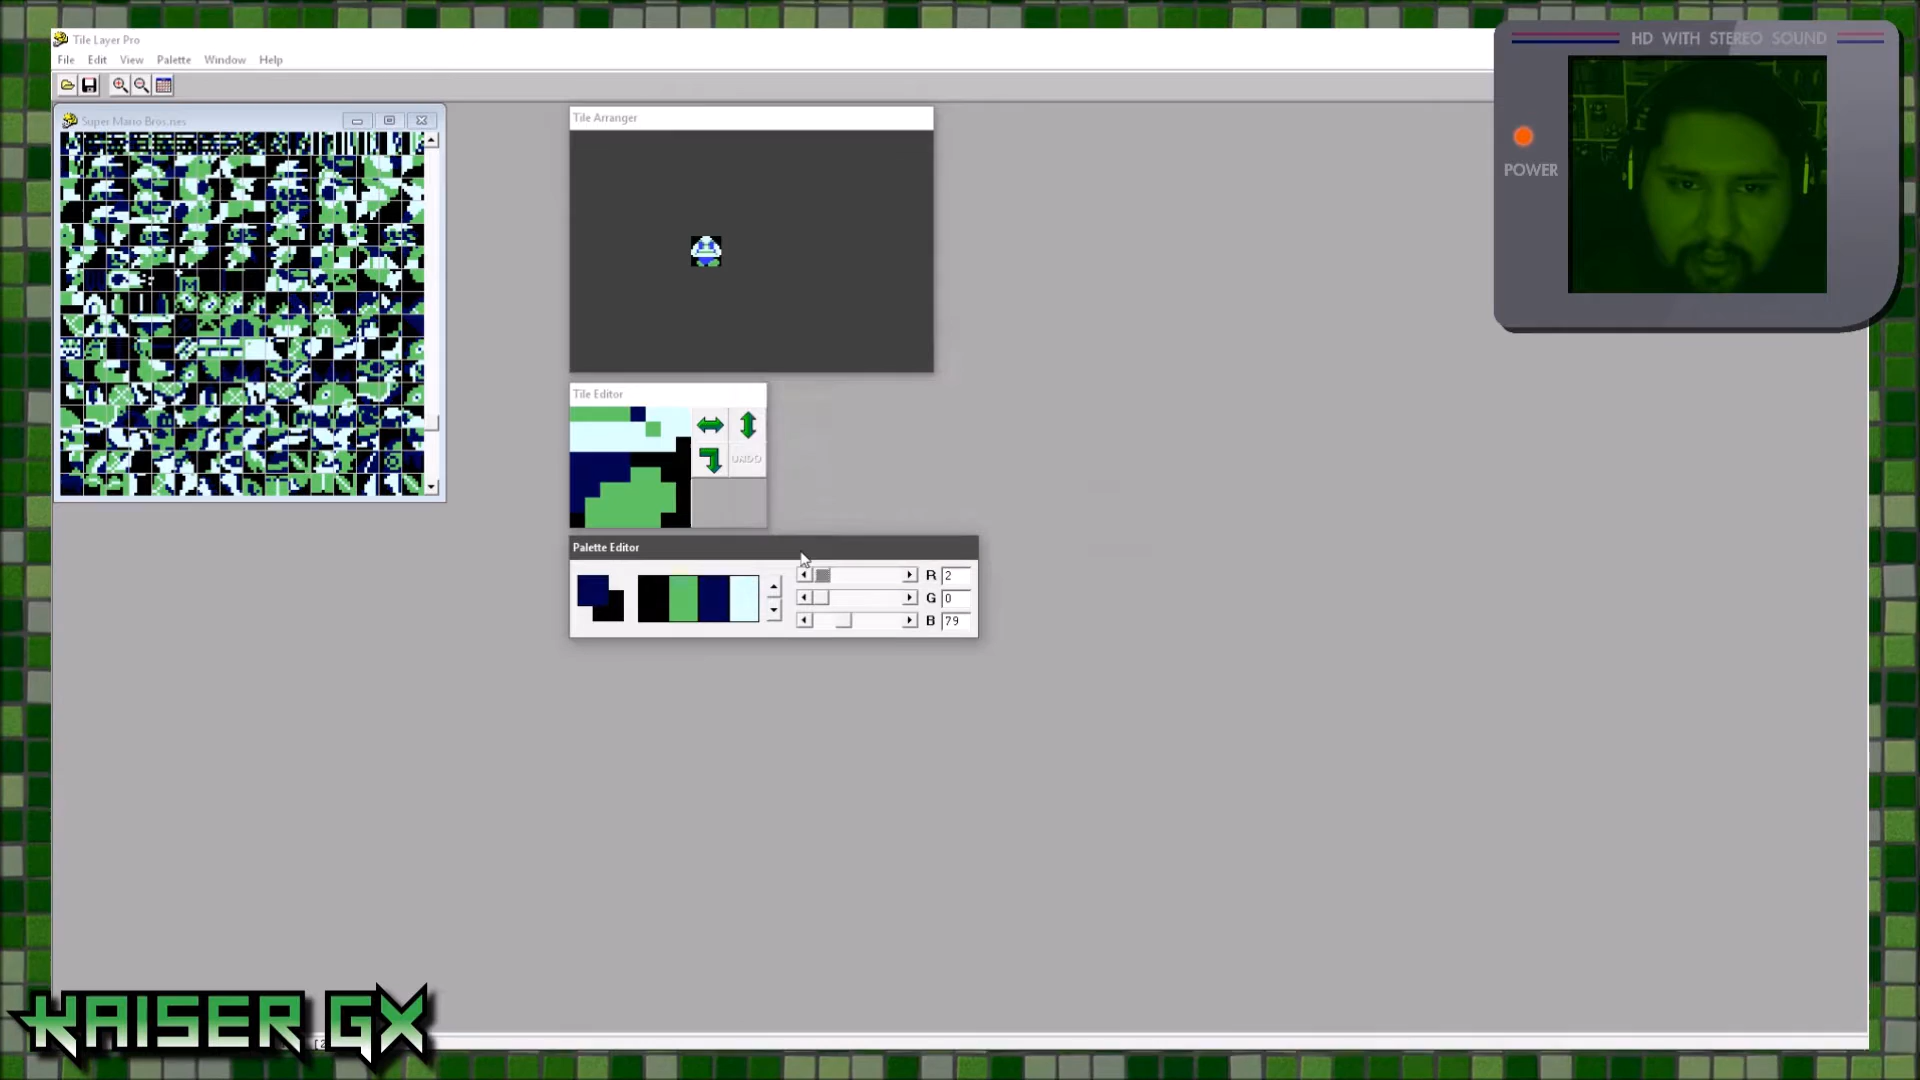 Tile Layer Pro
File Edit View Palette Window Help
Super Mario Bros.nes
Tile Arranger
Tile Editor
UNDO
Palette Editor
R 2
G 0
B 79
HD WITH STEREO SOUND
POWER
KAISER GX